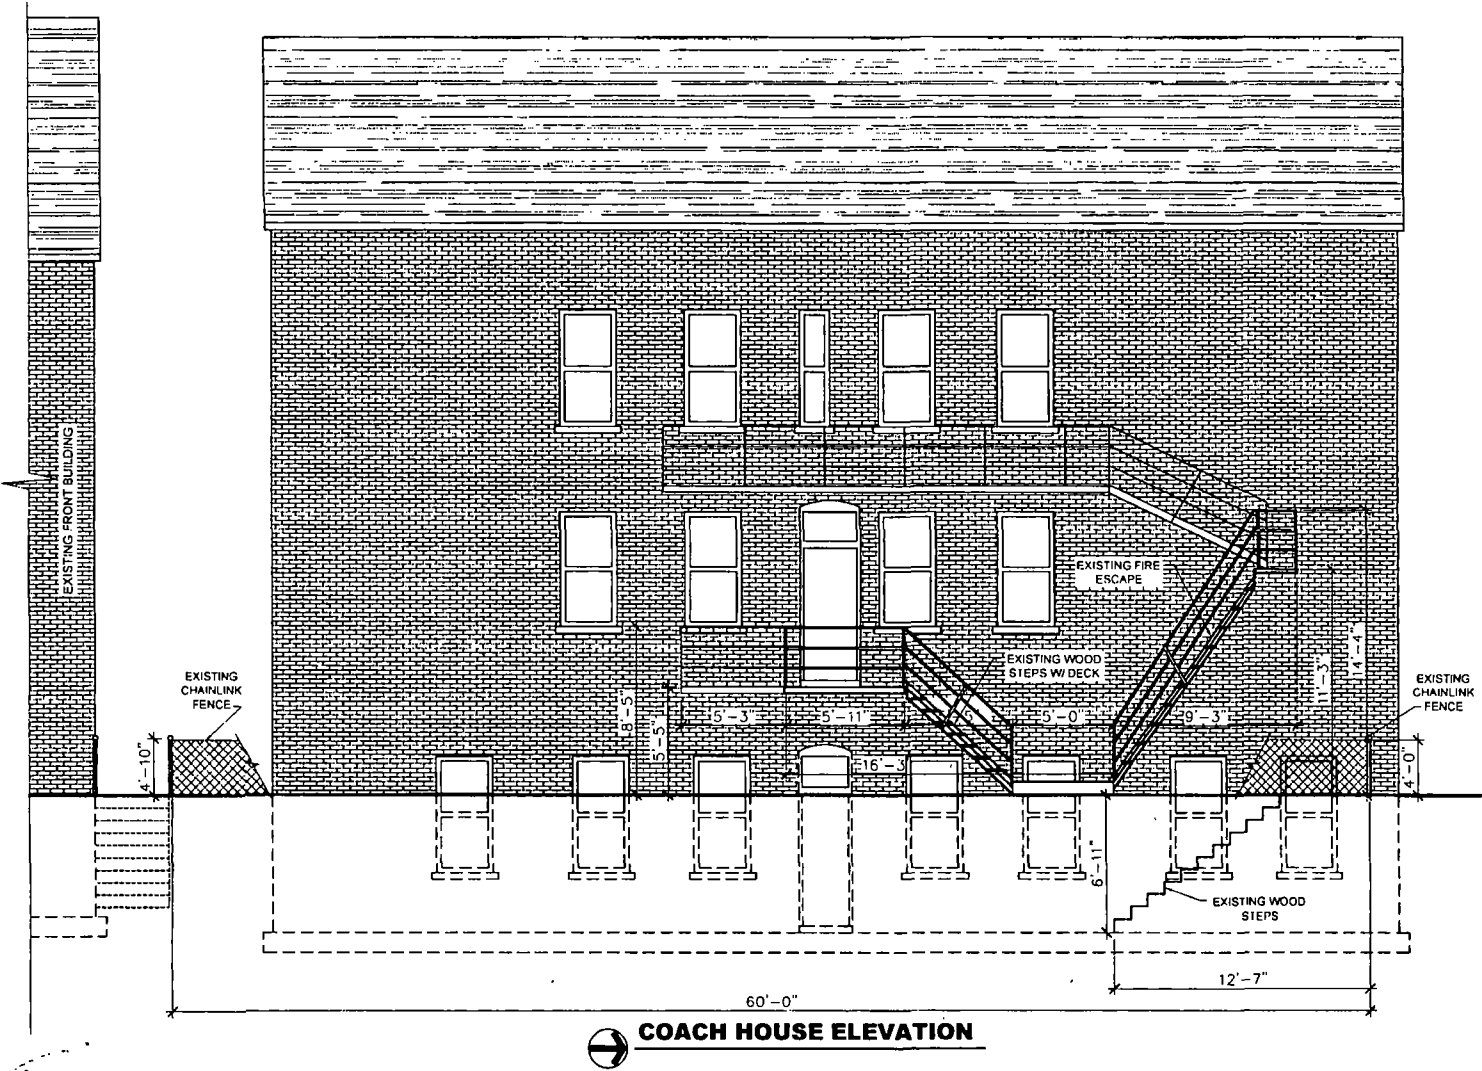 EXISTING FRONT BUILDING
EXISTING FIRE
ESCAPE
EXISTING WOOD
STEPS W/ DECK
14'-4"
11'-3"
EXISTING
CHAINLINK
FENCE
EXISTING
CHAINLINK
FENCE
8'-5"
5'-5"
5'-3"
5'-11"
5'-0"
9'-3"
4'-10"
16'-3
4'-0"
6'-11"
EXISTING WOOD
STEPS
12'-7"
60'-0"
COACH HOUSE ELEVATION